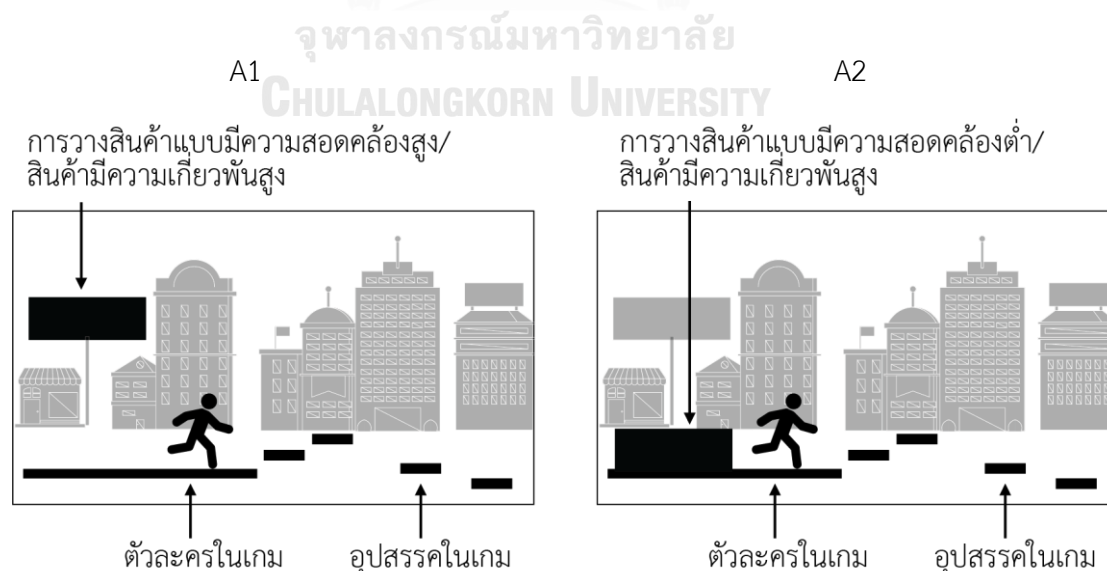 จุฬาลงกรณ์มหาวิทยาลัย
CHULALONGKORN UNIVERSITY
A1
การวางสินค้าแบบมีความสอดคล้องสูง/
สินค้ามีความเกี่ยวพันสูง
ตัวละครในเกม
อุปสรรคในเกม
A2
การวางสินค้าแบบมีความสอดคล้องต่ำ/
สินค้ามีความเกี่ยวพันสูง
ตัวละครในเกม
อุปสรรคในเกม